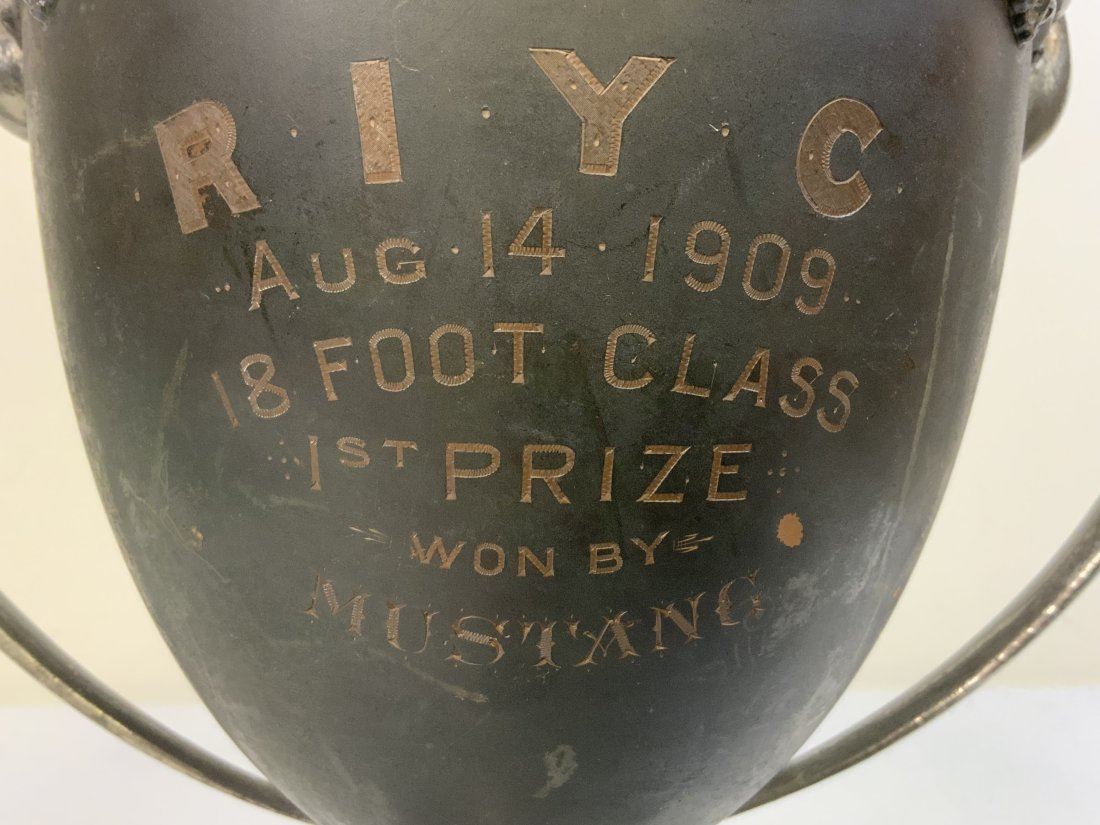 R · I · Y · C
AUG · 14 · 1909
18 FOOT CLASS
1ST PRIZE
WON BY
MUSTANG